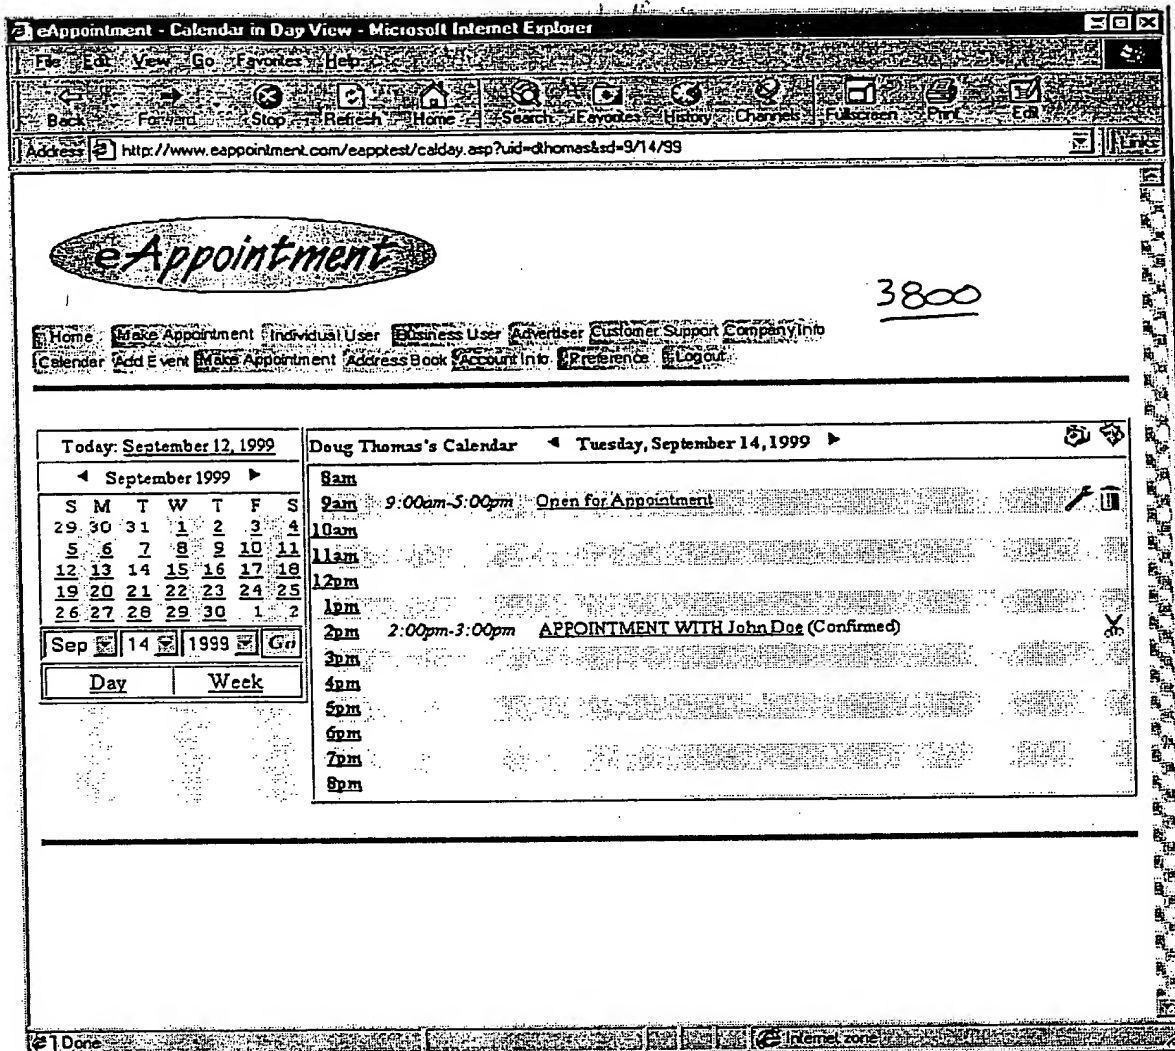 eAppointment - Calendar in Day View - Microsoft Internet Explorer
File Edit View Go Favorites Help
Back Forward Stop Refresh Home Search Favorites History Channels Fullscreen Print Edit
Address http://www.eappointment.com/eapptest/calday.asp?uid=dthomas&sd=9/14/99 Links
e-Appointment
3800
Home Make Appointment Individual User Business User Advertiser Customer Support Company Info
Calendar Add Event Make Appointment Address Book Account Info Preference Logout
Today: September 12, 1999
◄ September 1999 ►
S M T W T F S
29 30 31 1 2 3 4
5 6 7 8 9 10 11
12 13 14 15 16 17 18
19 20 21 22 23 24 25
26 27 28 29 30 1 2
Sep 14 1999 Go
Day Week
Doug Thomas's Calendar ◄ Tuesday, September 14, 1999 ►
8am
9am 9:00am-5:00pm Open for Appointment
10am
11am
12pm
1pm
2pm 2:00pm-3:00pm APPOINTMENT WITH John Doe (Confirmed)
3pm
4pm
5pm
6pm
7pm
8pm
Done Internet zone